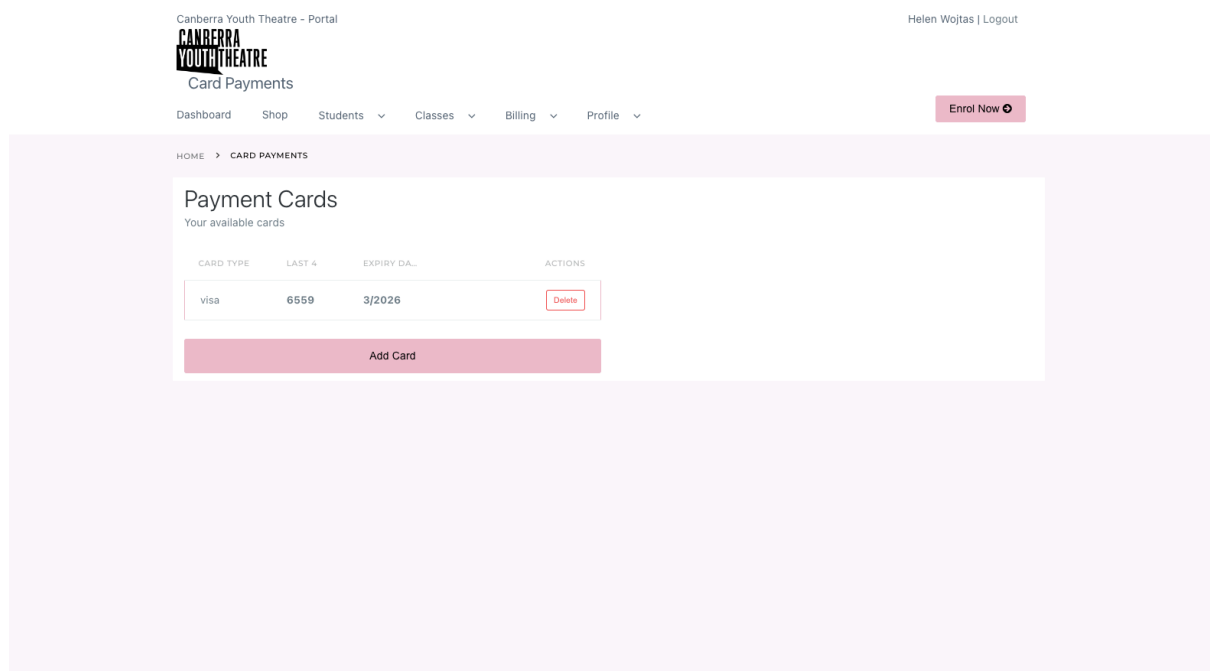 Canberra Youth Theatre - Portal
Helen Wojtas | Logout
CANBERRA
YOUTH THEATRE
Card Payments
Dashboard Shop Students Classes Billing Profile
Enrol Now
HOME > CARD PAYMENTS
Payment Cards
Your available cards
CARD TYPE LAST 4 EXPIRY DA... ACTIONS
visa 6559 3/2026 Delete
Add Card